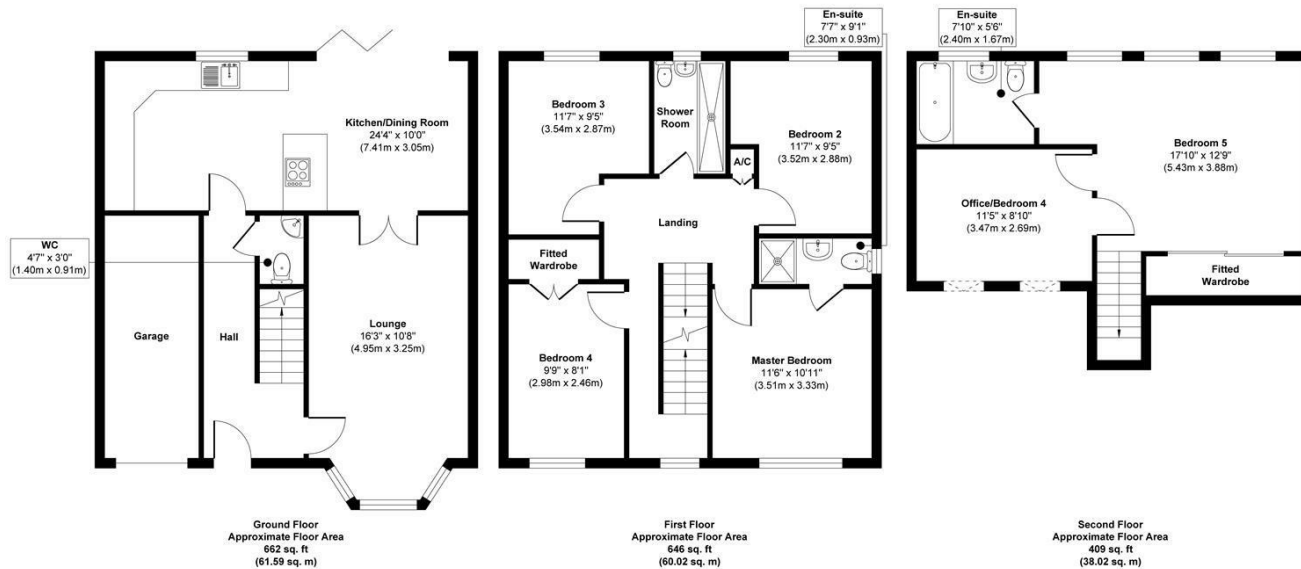 Kitchen/Dining Room
24'4" x 10'0"
(7.41m x 3.05m)
WC
4'7" x 3'0"
(1.40m x 0.91m)
Garage
Hall
Lounge
16'3" x 10'8"
(4.95m x 3.25m)
Ground Floor
Approximate Floor Area
662 sq. ft
(61.59 sq. m)
En-suite
7'7" x 9'1"
(2.30m x 0.93m)
Bedroom 3
11'7" x 9'5"
(3.54m x 2.87m)
Shower
Room
Bedroom 2
11'7" x 9'5"
(3.52m x 2.88m)
A/C
Landing
Fitted
Wardrobe
Bedroom 4
9'9" x 8'1"
(2.98m x 2.46m)
Master Bedroom
11'6" x 10'11"
(3.51m x 3.33m)
First Floor
Approximate Floor Area
646 sq. ft
(60.02 sq. m)
En-suite
7'10" x 5'6"
(2.40m x 1.67m)
Bedroom 5
17'10" x 12'9"
(5.43m x 3.88m)
Office/Bedroom 4
11'5" x 8'10"
(3.47m x 2.69m)
Fitted
Wardrobe
Second Floor
Approximate Floor Area
409 sq. ft
(38.02 sq. m)